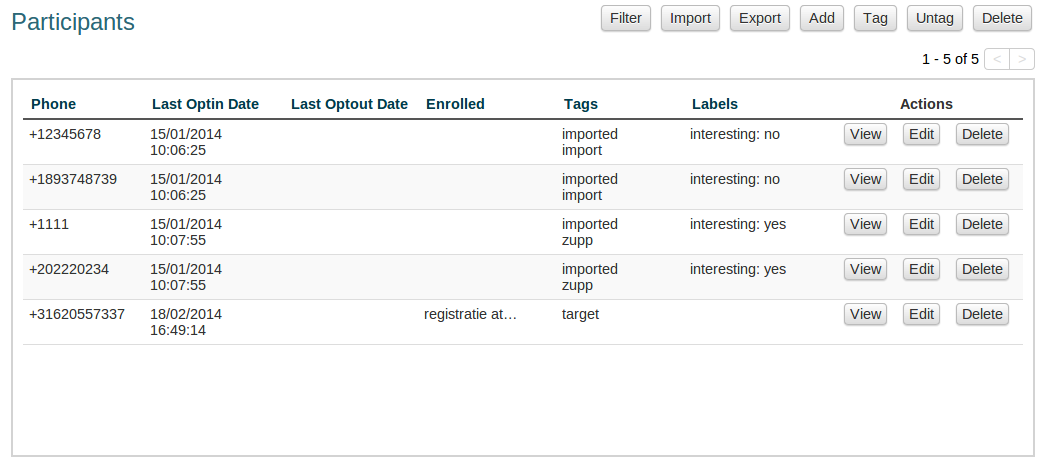 Participants
Filter Import Export Add Tag Untag Delete
1 - 5 of 5 < >
Phone Last Optin Date Last Optout Date Enrolled Tags Labels Actions
+12345678 15/01/2014 imported interesting: no View Edit Delete
10:06:25 import
+1893748739 15/01/2014 imported interesting: no View Edit Delete
10:06:25 import
+1111 15/01/2014 imported interesting: yes View Edit Delete
10:07:55 zupp
+202220234 15/01/2014 imported interesting: yes View Edit Delete
10:07:55 zupp
+31620557337 18/02/2014 registratie at… target View Edit Delete
16:49:14